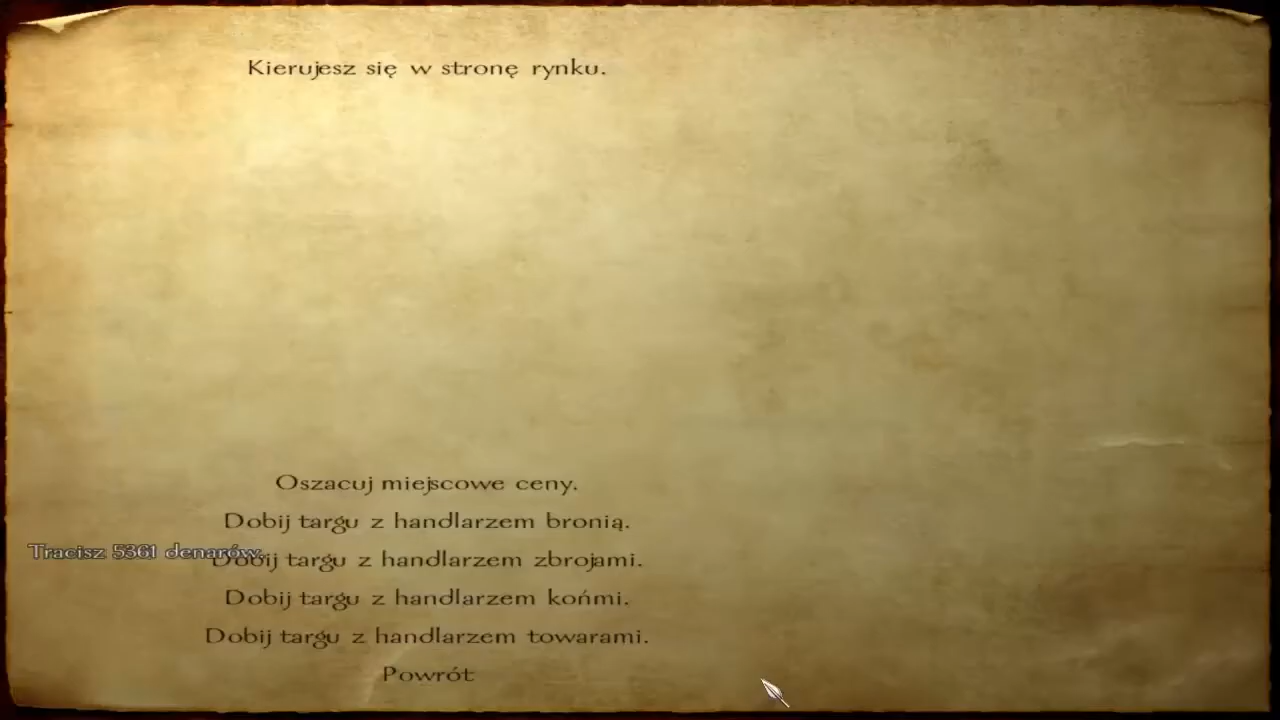 Kierujesz się w stronę rynku.
Oszacuj miejscowe ceny.
Dobij targu z handlarzem bronią.
Tracisz 5361 denarów.
Dobij targu z handlarzem zbrojami.
Dobij targu z handlarzem końmi.
Dobij targu z handlarzem towarami.
Powrót